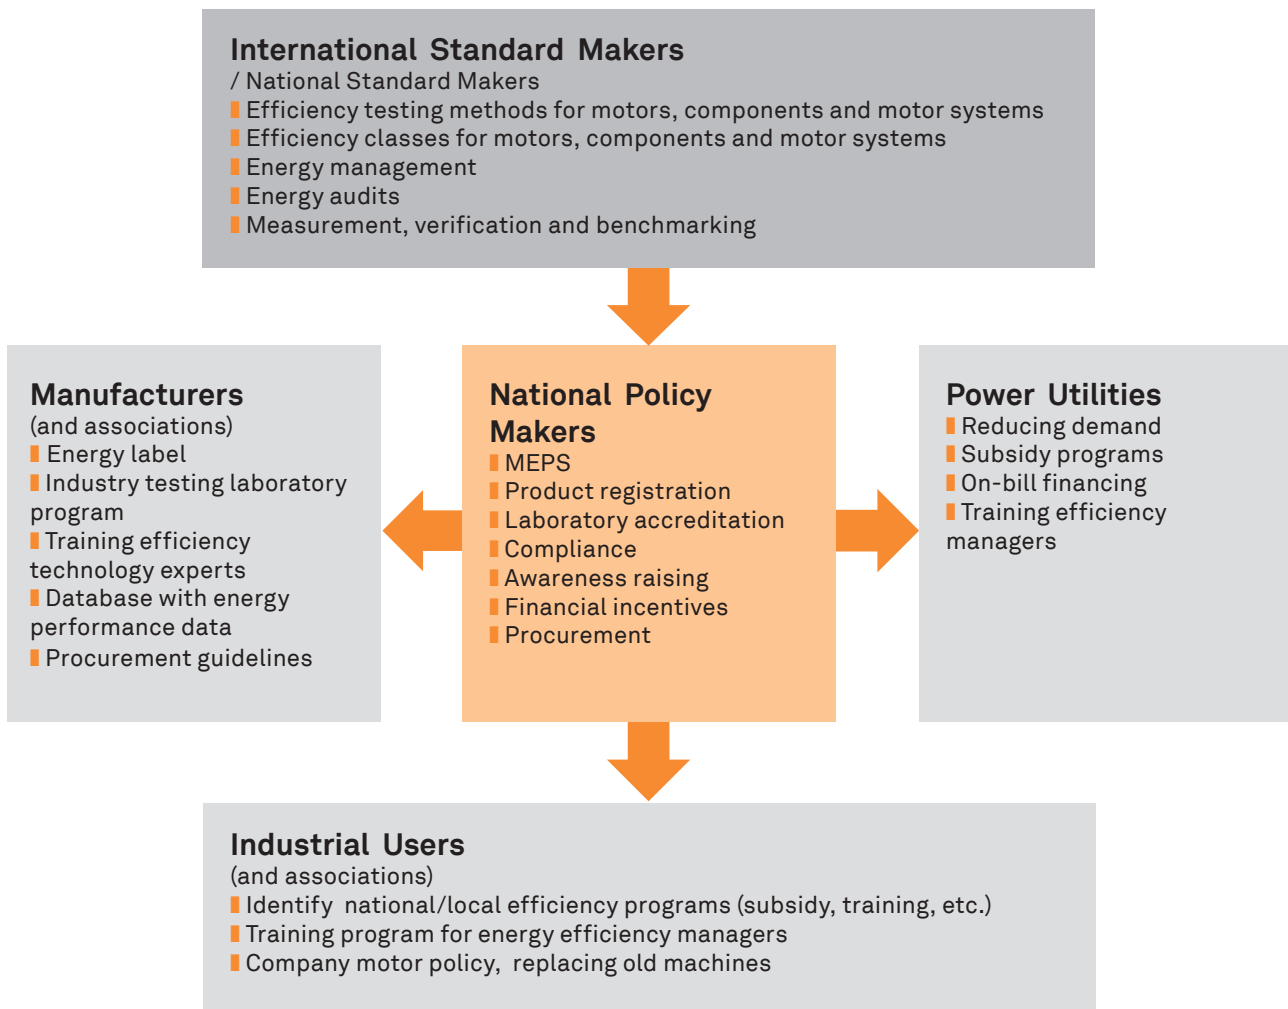 International Standard Makers
/ National Standard Makers
Efficiency testing methods for motors, components and motor systems
Efficiency classes for motors, components and motor systems
Energy management
Energy audits
Measurement, verification and benchmarking
Manufacturers
(and associations)
Energy label
Industry testing laboratory
program
Training efficiency
technology experts
Database with energy
performance data
Procurement guidelines
National Policy
Makers
MEPS
Product registration
Laboratory accreditation
Compliance
Awareness raising
Financial incentives
Procurement
Power Utilities
Reducing demand
Subsidy programs
On-bill financing
Training efficiency
managers
Industrial Users
(and associations)
Identify national/local efficiency programs (subsidy, training, etc.)
Training program for energy efficiency managers
Company motor policy, replacing old machines